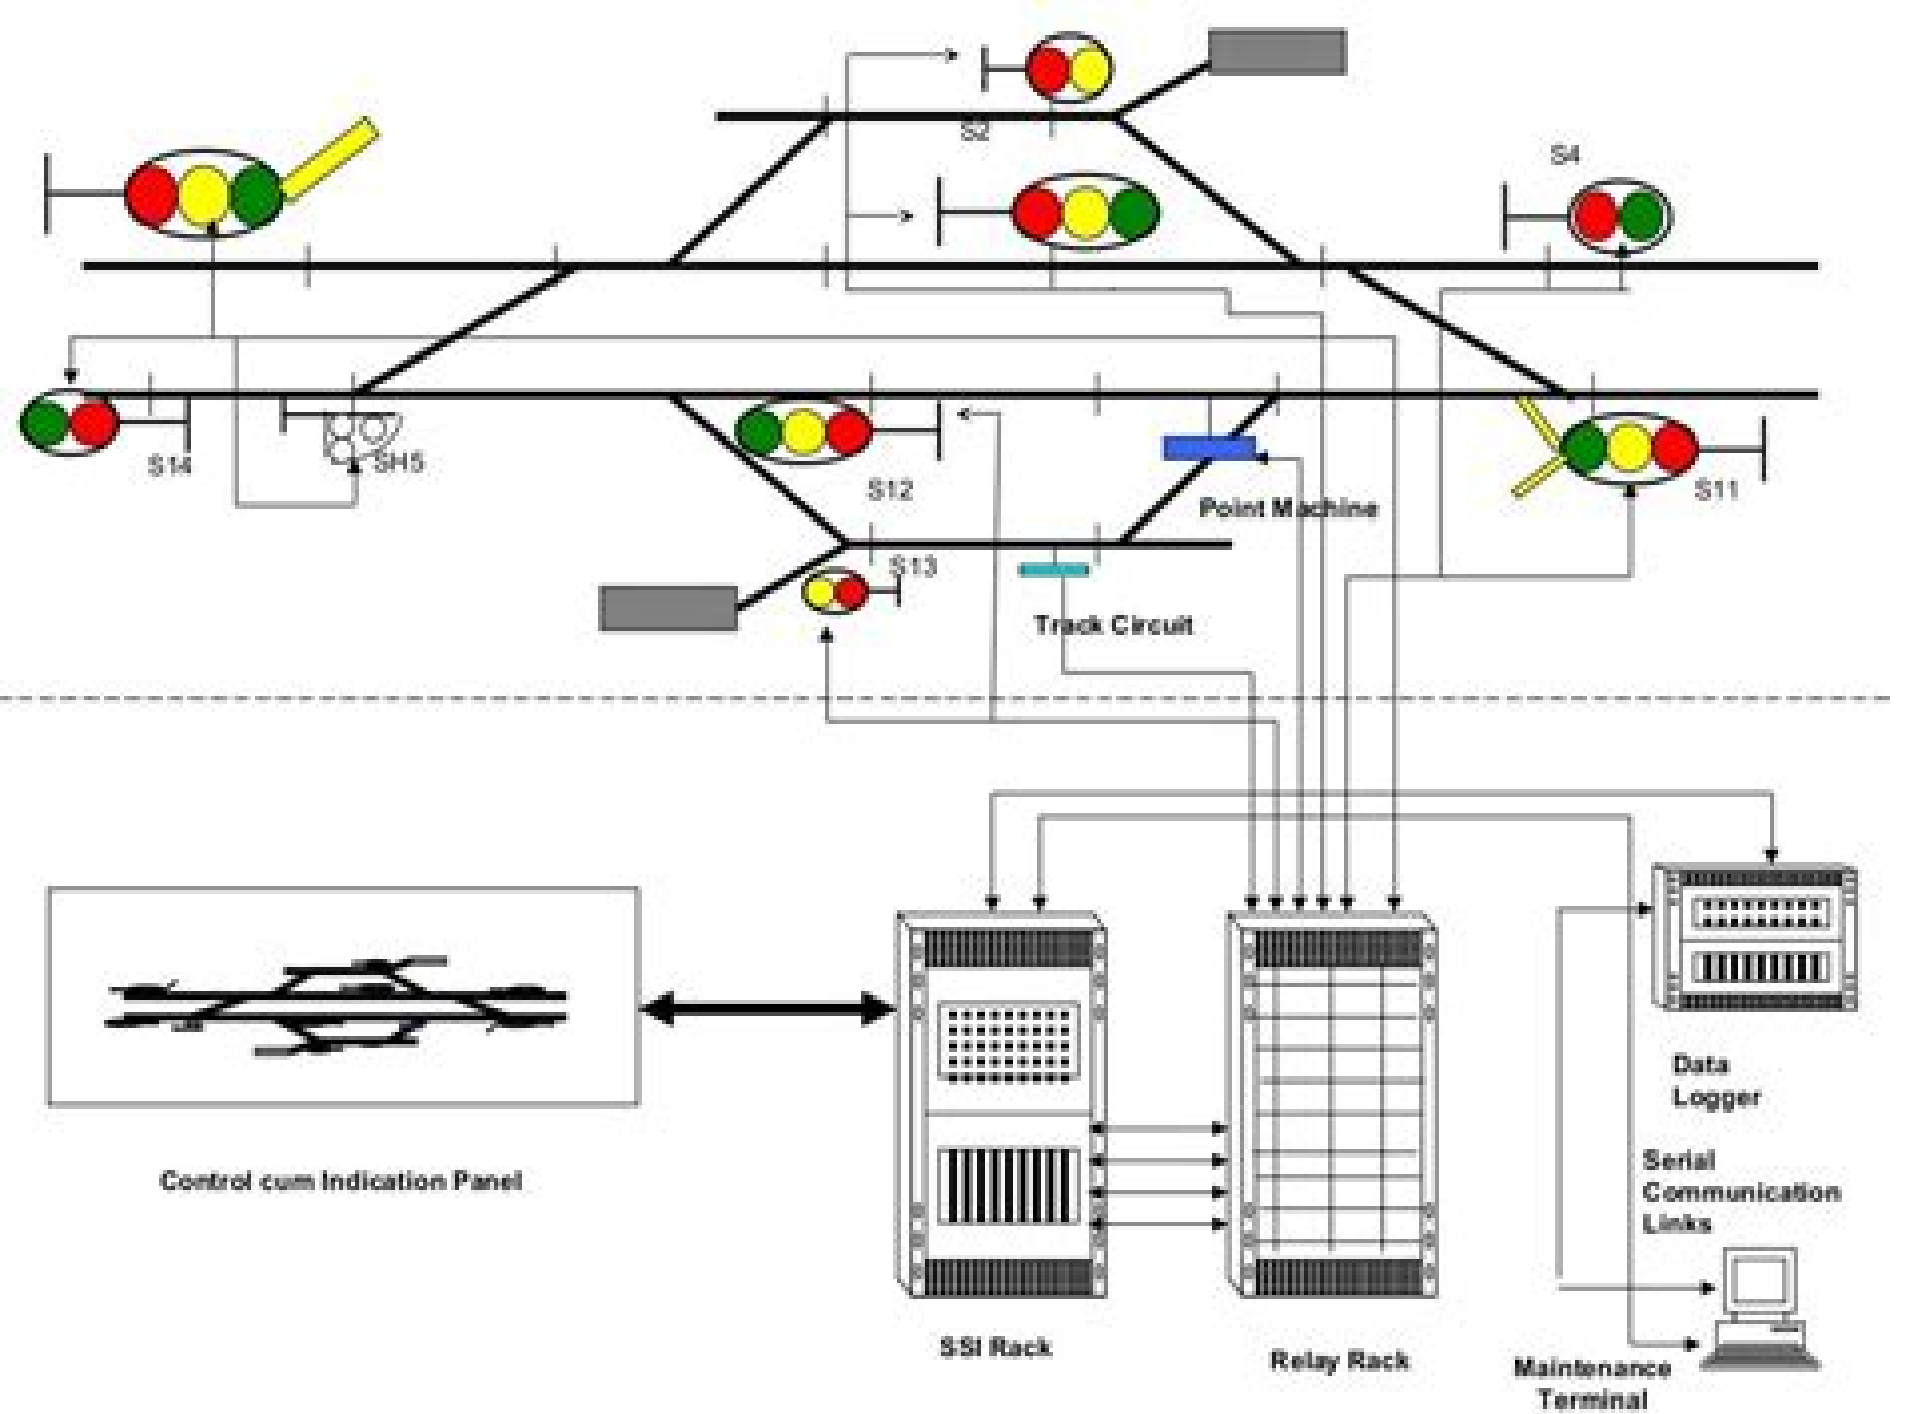 S2
S4
S14
SH5
S12
S11
Point Machine
S13
Track Circuit
Data
Logger
Control cum Indication Panel
Serial
Communication
Links
SSI Rack
Relay Rack
Maintenance
Terminal